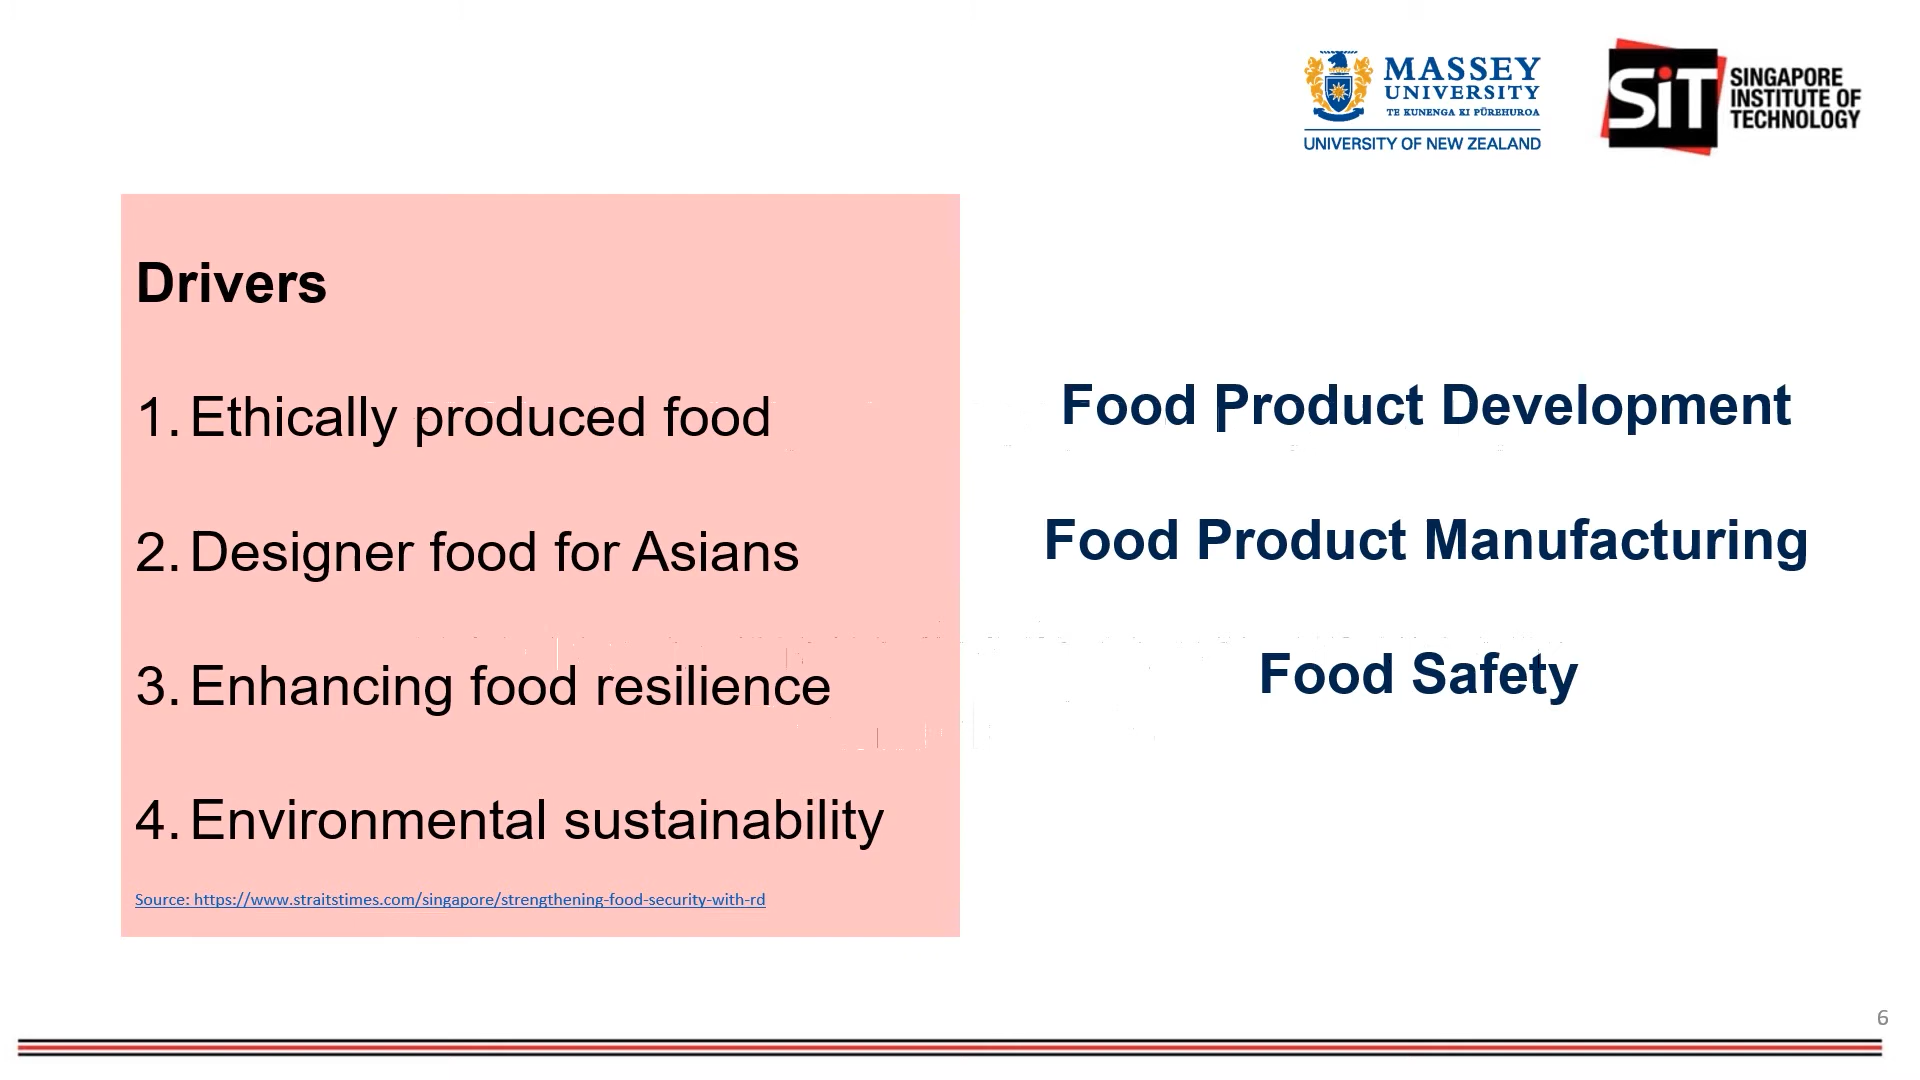 MASSEY
UNIVERSITY
TE KUNENGA KI PŪREHUROA
UNIVERSITY OF NEW ZEALAND
SiT
SINGAPORE
INSTITUTE OF
TECHNOLOGY
Drivers
1. Ethically produced food
2. Designer food for Asians
3. Enhancing food resilience
4. Environmental sustainability
Source: https://www.straitstimes.com/singapore/strengthening-food-security-with-rd
Food Product Development
Food Product Manufacturing
Food Safety
6